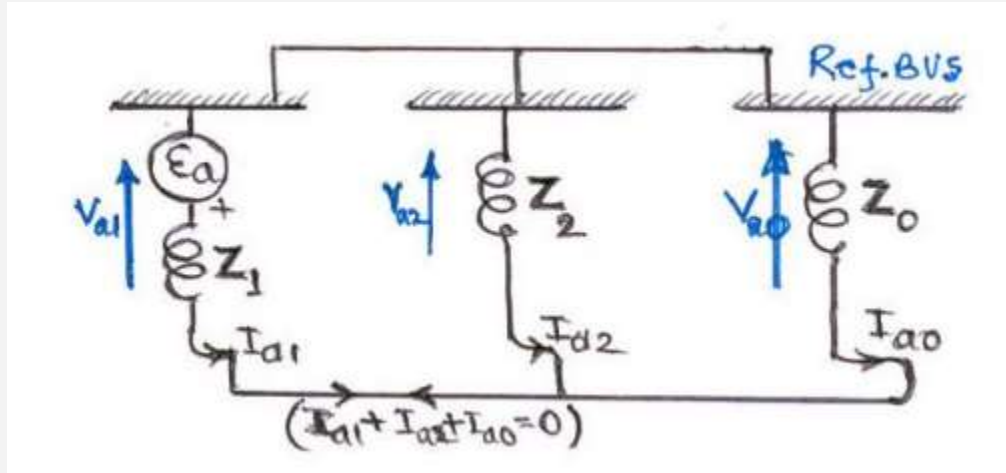 Ref. BUS
Ea
+
Va1
Z1
Va2
Z2
Va0
Z0
Ia1
Ia2
Ia0
(Ia1+Ia2+Ia0=0)